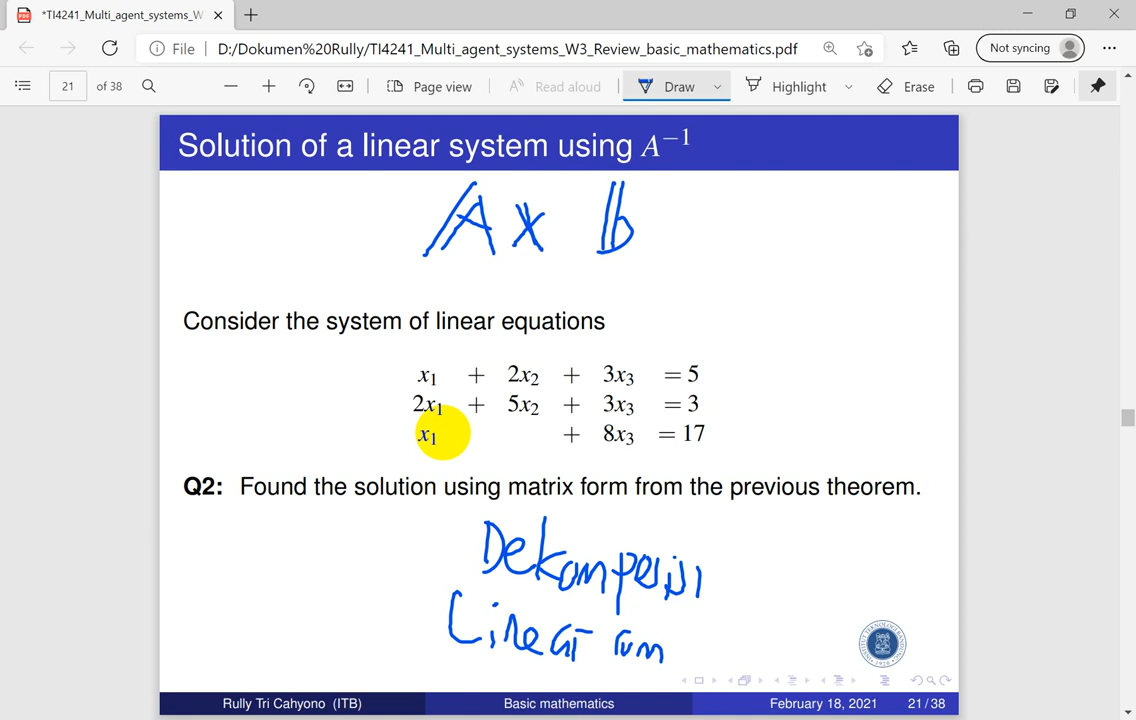 *TI4241_Multi_agent_systems_W
File D:/Dokumen%20Rully/TI4241_Multi_agent_systems_W3_Review_basic_mathematics.pdf Not syncing
21 of 38 Page view Read aloud Draw Highlight Erase
Solution of a linear system using A⁻¹
A x b
Consider the system of linear equations
x₁ + 2x₂ + 3x₃ = 5
2x₁ + 5x₂ + 3x₃ = 3
x₁ + 8x₃ = 17
Q2: Found the solution using matrix form from the previous theorem.
Dekomposisi
Linear
Rully Tri Cahyono (ITB) Basic mathematics February 18, 2021 21/38